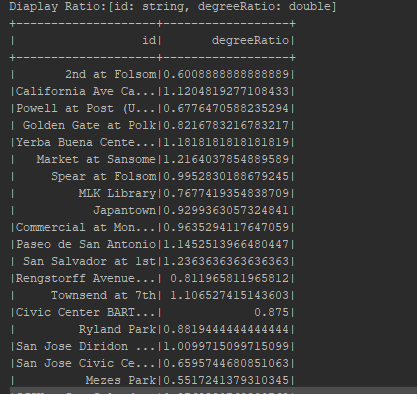 Diaplay Ratio:[id: string, degreeRatio: double]
+--------------------+------------------+
|                  id|       degreeRatio|
+--------------------+------------------+
|       2nd at Folsom|0.6008888888888889|
|California Ave Ca...|1.1204819277108433|
|Powell at Post (U...|0.6776470588235294|
| Golden Gate at Polk|0.8216783216783217|
|Yerba Buena Cente...|1.1818181818181819|
|   Market at Sansome|1.2164037854889589|
|     Spear at Folsom|0.9952830188679245|
|         MLK Library|0.7677419354838709|
|           Japantown|0.9299363057324841|
|Commercial at Mon...|0.9635294117647059|
|Paseo de San Antonio|1.1452513966480447|
| San Salvador at 1st|1.2363636363636363|
|Rengstorff Avenue...| 0.811965811965812|
|     Townsend at 7th| 1.106527415143603|
|Civic Center BART...|             0.875|
|         Ryland Park|0.8819444444444444|
|San Jose Diridon ...|1.0099715099715099|
|San Jose Civic Ce...|0.6595744680851063|
|          Mezes Park|0.5517241379310345|